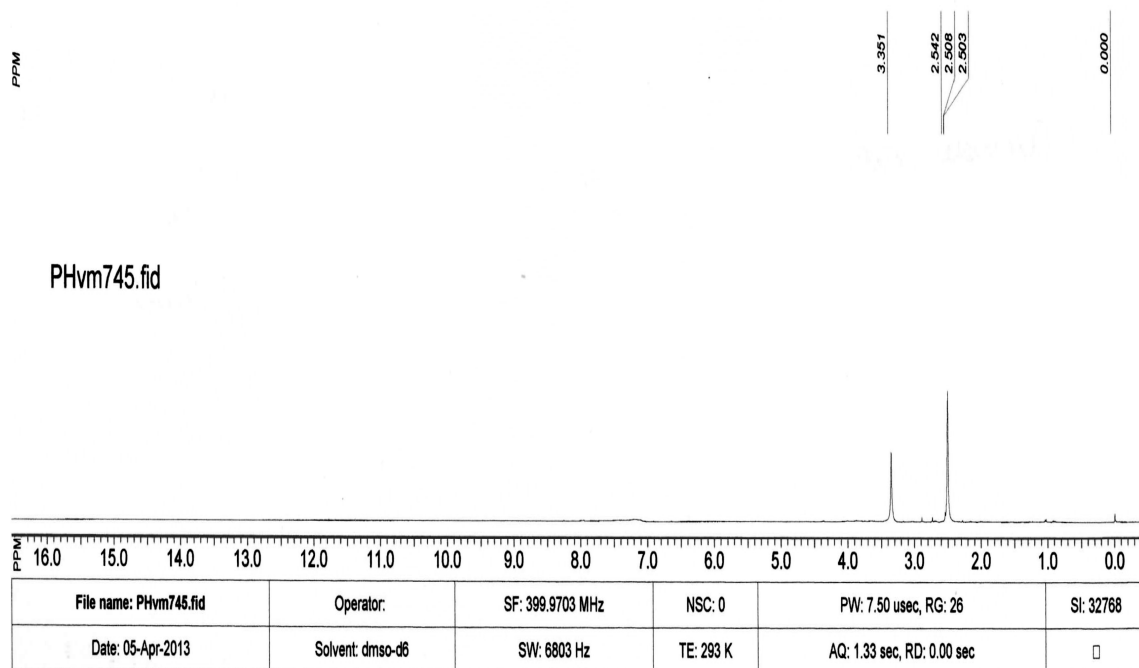 PPM
3.351
2.542
2.508
2.503
0.000
PHvm745.fid
PPM 16.0 15.0 14.0 13.0 12.0 11.0 10.0 9.0 8.0 7.0 6.0 5.0 4.0 3.0 2.0 1.0 0.0
File name: PHvm745.fid Operator: SF: 399.9703 MHz NSC: 0 PW: 7.50 usec, RG: 26 SI: 32768
Date: 05-Apr-2013 Solvent: dmso-d6 SW: 6803 Hz TE: 293 K AQ: 1.33 sec, RD: 0.00 sec